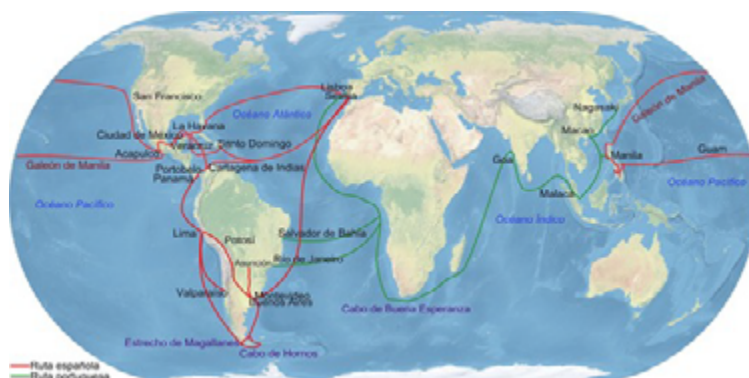 Lisboa
Sevilla
San Francisco
Océano Atlántico
Galeón de Manila
Nagasaki
Ciudad de México
La Havana
Veracruz
Santo Domingo
Macao
Acapulco
Galeón de Manila
Portobelo
Cartagena de Indias
Panamá
Goa
Manila
Guam
Océano Pacífico
Malaca
Océano Pacífico
Océano Índico
Lima
Potosí
Salvador de Bahía
Asunción
Río de Janeiro
Valparaíso
Montevideo
Buenos Aires
Cabo de Buena Esperanza
Estrecho de Magallanes
Cabo de Hornos
Ruta española
Ruta portuguesa